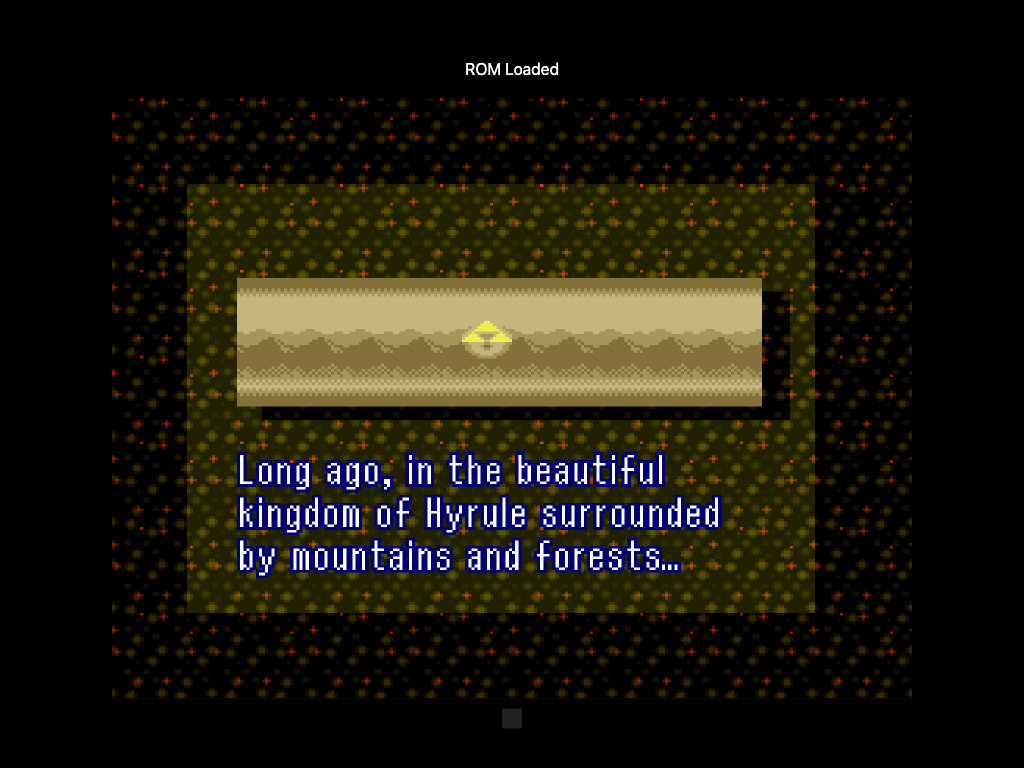 ROM Loaded
Long ago, in the beautiful
kingdom of Hyrule surrounded
by mountains and forests…